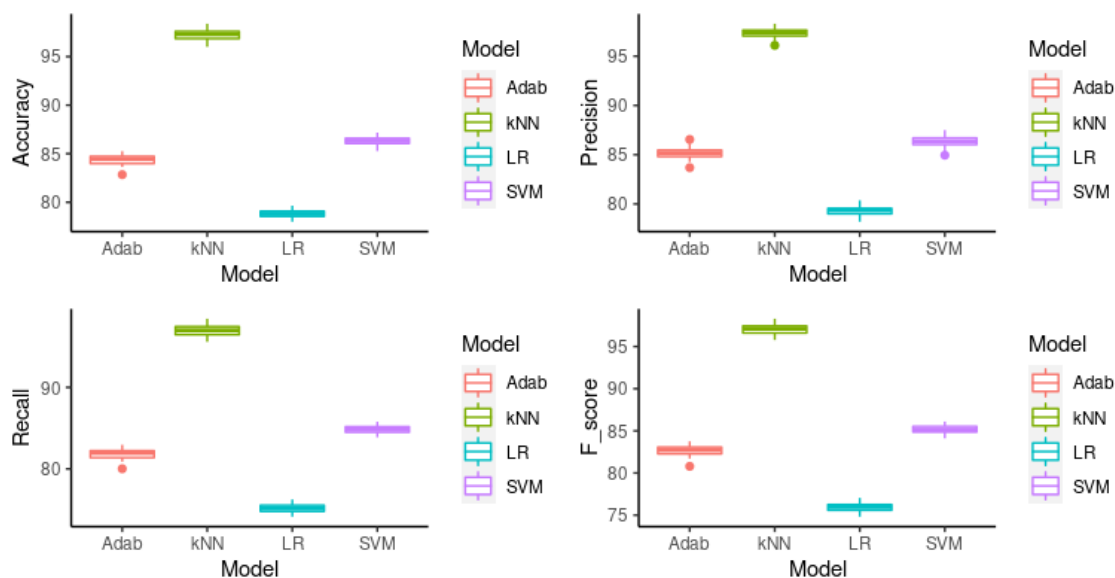 Accuracy
95
90
85
80
Adab
kNN
LR
SVM
Model
Model
Adab
kNN
LR
SVM
Precision
95
90
85
80
Adab
kNN
LR
SVM
Model
Model
Adab
kNN
LR
SVM
Recall
90
80
Adab
kNN
LR
SVM
Model
Model
Adab
kNN
LR
SVM
F_score
95
90
85
80
75
Adab
kNN
LR
SVM
Model
Model
Adab
kNN
LR
SVM